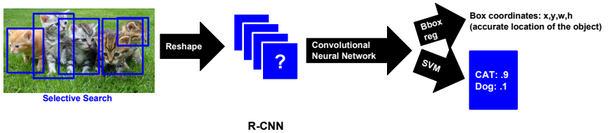 Selective Search
Reshape
?
Convolutional
Neural Network
Bbox
reg
SVM
Box coordinates: x,y,w,h
(accurate location of the object)
CAT: .9
Dog: .1
R-CNN